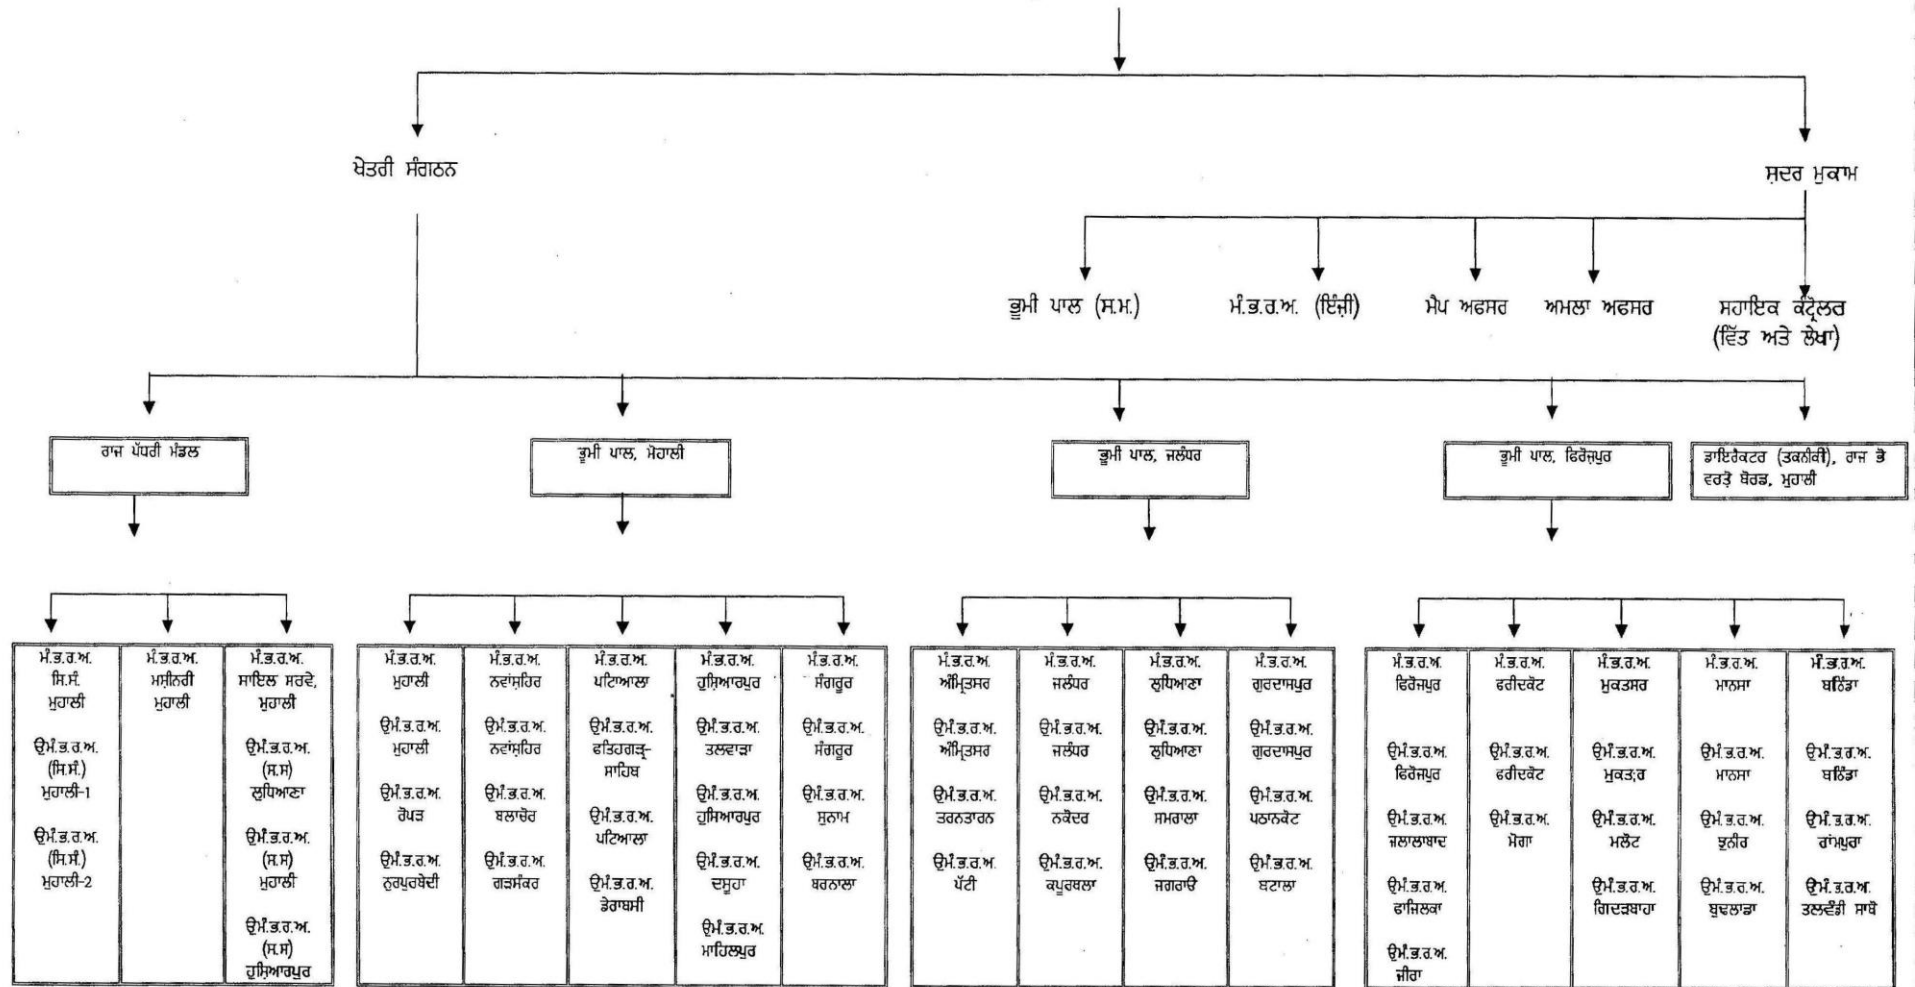 ਖੇਤਰੀ ਸੰਗਠਨ
ਸ਼ਦਰ ਮੁਕਾਮ
ਭੂਮੀ ਪਾਲ (ਸ.ਮ.)
ਮੰ.ਭ.ਰ.ਅ. (ਇੰਜ਼ੀ)
ਮੈਪ ਅਫਸਰ
ਅਮਲਾ ਅਫਸਰ
ਸਹਾਇਕ ਕੰਟ੍ਰੋਲਰ
(ਵਿੱਤ ਅਤੇ ਲੇਖਾ)
ਰਾਜ ਪੱਧਰੀ ਮੰਡਲ
ਭੂਮੀ ਪਾਲ, ਮੋਹਾਲੀ
ਭੂਮੀ ਪਾਲ, ਜਲੰਧਰ
ਭੂਮੀ ਪਾਲ, ਫਿਰੋਜ਼ਪੁਰ
ਡਾਇਰੈਕਟਰ (ਤਕਨੀਕੀ), ਰਾਜ ਭੋਂ
ਵਰਤੋਂ ਬੋਰਡ, ਮੁਹਾਲੀ
ਮੰ.ਭ.ਰ.ਅ.
ਸਿ.ਸੰ.
ਮੁਹਾਲੀ
ਉਮੰ.ਭ.ਰ.ਅ.
(ਸਿ.ਸੰ.)
ਮੁਹਾਲੀ-1
ਉਮੰ.ਭ.ਰ.ਅ.
(ਸਿ.ਸੰ.)
ਮੁਹਾਲੀ-2
ਮੰ.ਭ.ਰ.ਅ.
ਮਸ਼ੀਨਰੀ
ਮੁਹਾਲੀ
ਮੰ.ਭ.ਰ.ਅ.
ਸਾਇਲ ਸਰਵੇ,
ਮੁਹਾਲੀ
ਉਮੰ.ਭ.ਰ.ਅ.
(ਸ.ਸ)
ਲੁਧਿਆਣਾ
ਉਮੰ.ਭ.ਰ.ਅ.
(ਸ.ਸ)
ਮੁਹਾਲੀ
ਉਮੰ.ਭ.ਰ.ਅ.
(ਸ.ਸ)
ਹੁਸ਼ਿਆਰਪੁਰ
ਮੰ.ਭ.ਰ.ਅ.
ਮੁਹਾਲੀ
ਉਮੰ.ਭ.ਰ.ਅ.
ਮੁਹਾਲੀ
ਉਮੰ.ਭ.ਰ.ਅ.
ਰੋਪੜ
ਉਮੰ.ਭ.ਰ.ਅ.
ਨੁਰਪੁਰਬੇਦੀ
ਮੰ.ਭ.ਰ.ਅ.
ਨਵਾਂਸ਼ਹਿਰ
ਉਮੰ.ਭ.ਰ.ਅ.
ਨਵਾਂਸ਼ਹਿਰ
ਉਮੰ.ਭ.ਰ.ਅ.
ਬਲਾਚੋਰ
ਉਮੰ.ਭ.ਰ.ਅ.
ਗੜਸੰਕਰ
ਮੰ.ਭ.ਰ.ਅ.
ਪਟਿਆਲਾ
ਉਮੰ.ਭ.ਰ.ਅ.
ਫਤਿਹਗੜ੍ਹ-
ਸਾਹਿਬ
ਉਮੰ.ਭ.ਰ.ਅ.
ਪਟਿਆਲਾ
ਉਮੰ.ਭ.ਰ.ਅ.
ਡੇਰਾਬਸੀ
ਮੰ.ਭ.ਰ.ਅ.
ਹੁਸ਼ਿਆਰਪੁਰ
ਉਮੰ.ਭ.ਰ.ਅ.
ਤਲਵਾੜਾ
ਉਮੰ.ਭ.ਰ.ਅ.
ਹੁਸਿਆਰਪੁਰ
ਉਮੰ.ਭ.ਰ.ਅ.
ਦਸੂਹਾ
ਉਮੰ.ਭ.ਰ.ਅ.
ਮਾਹਿਲਪੁਰ
ਮੰ.ਭ.ਰ.ਅ.
ਸੰਗਰੂਰ
ਉਮੰ.ਭ.ਰ.ਅ.
ਸੰਗਰੂਰ
ਉਮੰ.ਭ.ਰ.ਅ.
ਸੁਨਾਮ
ਉਮੰ.ਭ.ਰ.ਅ.
ਬਰਨਾਲਾ
ਮੰ.ਭ.ਰ.ਅ
ਅੰਮ੍ਰਿਤਸਰ
ਉਮੰ.ਭ.ਰ.ਅ.
ਅੰਮ੍ਰਿਤਸਰ
ਉਮੰ.ਭ.ਰ.ਅ.
ਤਰਨਤਾਰਨ
ਉਮੰ.ਭ.ਰ.ਅ.
ਪੱਟੀ
ਮੰ.ਭ.ਰ.ਅ.
ਜਲੰਧਰ
ਉਮੰ.ਭ.ਰ.ਅ.
ਜਲੰਧਰ
ਉਮੰ.ਭ.ਰ.ਅ.
ਨਕੋਦਰ
ਉਮੰ.ਭ.ਰ.ਅ.
ਕਪੂਰਥਲਾ
ਮੰ.ਭ.ਰ.ਅ.
ਲੁਧਿਆਣਾ
ਉਮੰ.ਭ.ਰ.ਅ.
ਲੁਧਿਆਣਾ
ਉਮੰ.ਭ.ਰ.ਅ.
ਸਮਰਾਲਾ
ਉਮੰ.ਭ.ਰ.ਅ.
ਜਗਰਾਓ
ਮੰ.ਭ.ਰ.ਅ.
ਗੁਰਦਾਸਪੁਰ
ਉਮੰ.ਭ.ਰ.ਅ.
ਗੁਰਦਾਸਪੁਰ
ਉਮੰ.ਭ.ਰ.ਅ.
ਪਠਾਨਕੋਟ
ਉਮੰ.ਭ.ਰ.ਅ.
ਬਟਾਲਾ
ਮੰ.ਭ.ਰ.ਅ.
ਫਿਰੋਜਪੁਰ
ਉਮੰ.ਭ.ਰ.ਅ.
ਫਿਰੋਜਪੁਰ
ਉਮੰ.ਭ.ਰ.ਅ.
ਜ਼ਲਾਲਾਬਾਦ
ਉਮੰ.ਭ.ਰ.ਅ.
ਫਾਜਿਲਕਾ
ਉਮੰ.ਭ.ਰ.ਅ.
ਜੀਰਾ
ਮੰ.ਭ.ਰ.ਅ.
ਫਰੀਦਕੋਟ
ਉਮੰ.ਭ.ਰ.ਅ.
ਫਰੀਦਕੋਟ
ਉਮੰ.ਭ.ਰ.ਅ.
ਮੋਗਾ
ਮੰ.ਭ.ਰ.ਅ.
ਮੁਕਤਸਰ
ਉਮੰ.ਭ.ਰ.ਅ.
ਉਮੰ.ਭ.ਰ.ਅ.
ਮਲੌਟ
ਉਮੰ.ਭ.ਰ.ਅ.
ਗਿਦੜਬਾਹਾ
ਮੰ.ਭ.ਰ.ਅ.
ਮਾਨਸਾ
ਉਮੰ.ਭ.ਰ.ਅ.
ਮਾਨਸਾ
ਉਮੰ.ਭ.ਰ.ਅ.
ਝੁਨੀਰ
ਉਮੰ.ਭ.ਰ.ਅ.
ਬੁਢਲਾਡਾ
ਮੰ.ਭ.ਰ.ਅ.
ਬਠਿੰਡਾ
ਉਮੰ.ਭ.ਰ.ਅ.
ਬਠਿੰਡਾ
ਉਮੰ.ਭ.ਰ.ਅ.
ਰਾਂਮਪੁਰਾ
ਉਮੰ.ਭ.ਰ.ਅ.
ਤਲਵੰਡੀ ਸਾਬੋ